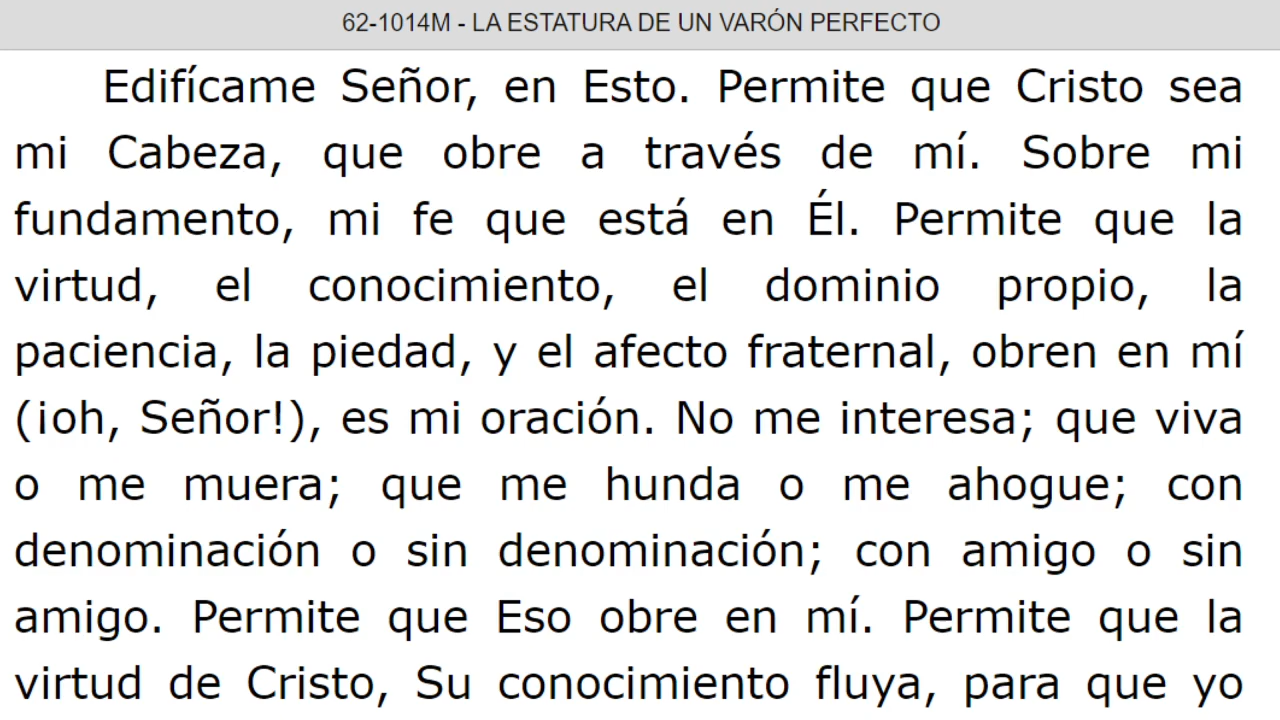 62-1014M - LA ESTATURA DE UN VARÓN PERFECTO
Edifícame Señor, en Esto. Permite que Cristo sea
mi Cabeza, que obre a través de mí. Sobre mi
fundamento, mi fe que está en Él. Permite que la
virtud, el conocimiento, el dominio propio, la
paciencia, la piedad, y el afecto fraternal, obren en mí
(¡oh, Señor!), es mi oración. No me interesa; que viva
o me muera; que me hunda o me ahogue; con
denominación o sin denominación; con amigo o sin
amigo. Permite que Eso obre en mí. Permite que la
virtud de Cristo, Su conocimiento fluya, para que yo